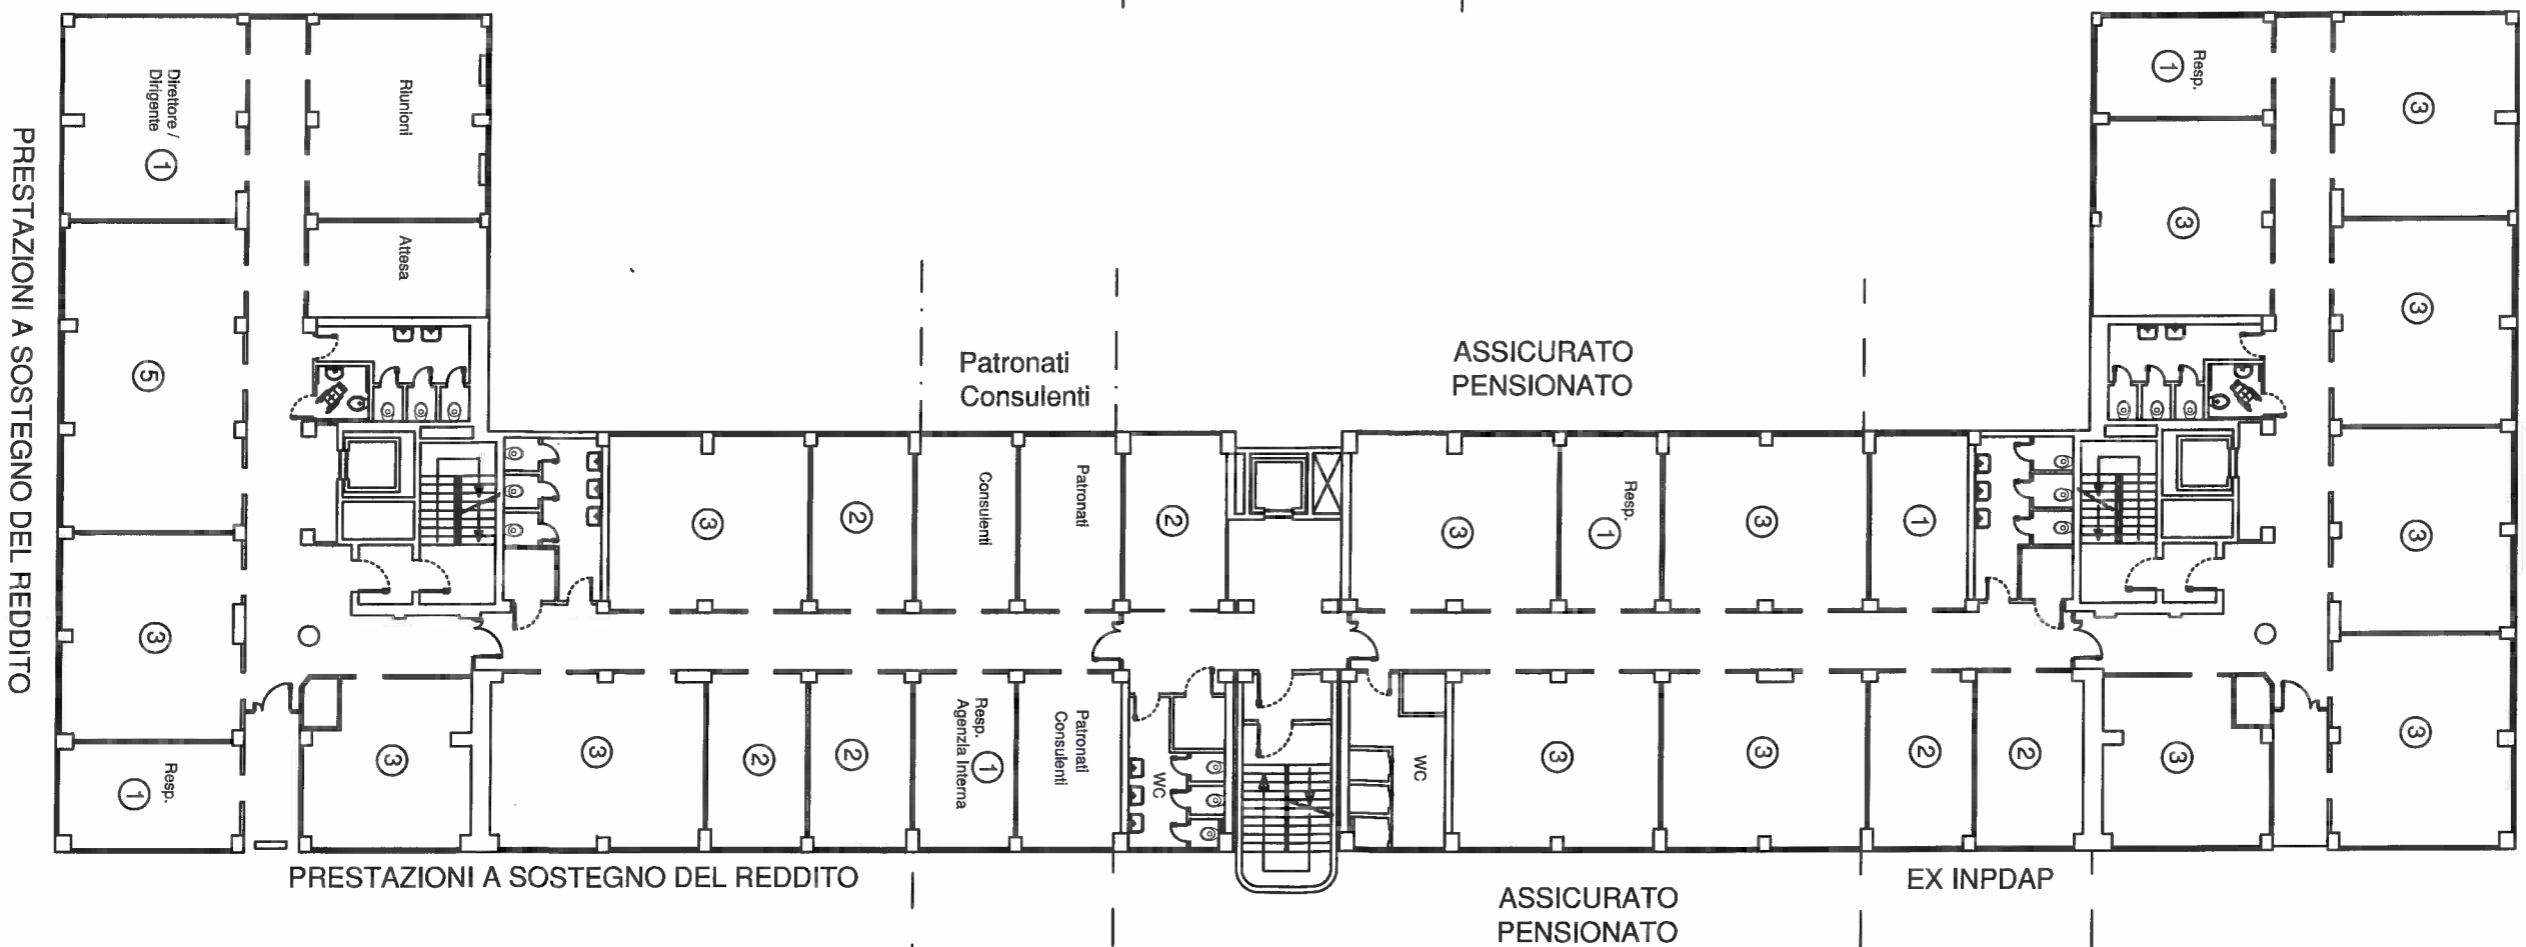 PRESTAZIONI A SOSTEGNO DEL REDDITO
Direttore /
Dirigente
1
Riunioni
Attesa
5
3
Resp.
1
3
3
2
Consulenti
Patronati
2
Patronati
Consulenti
3
2
2
Resp.
Agenzia Interna
1
Patronati
Consulenti
WC
PRESTAZIONI A SOSTEGNO DEL REDDITO
ASSICURATO
PENSIONATO
3
Resp.
1
3
1
WC
3
3
2
2
3
ASSICURATO
PENSIONATO
EX INPDAP
Resp.
1
3
3
3
3
3